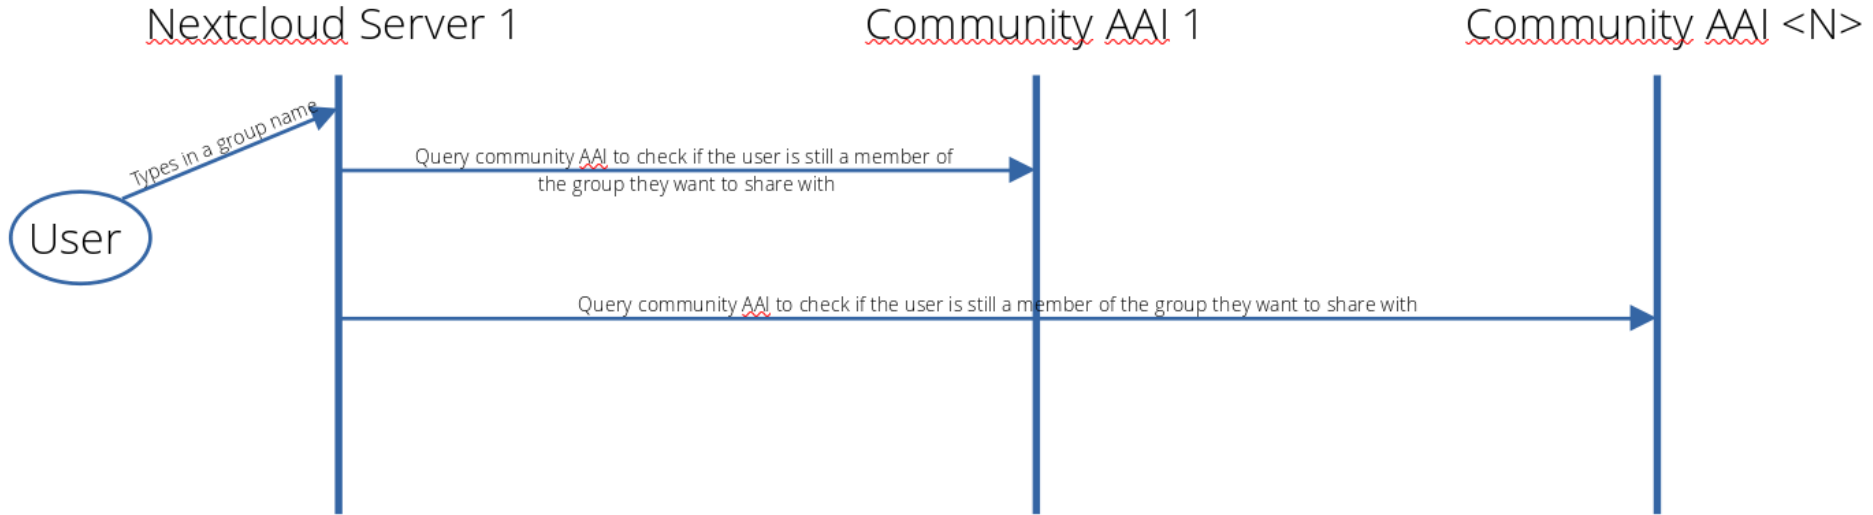 Nextcloud Server 1
Community AAI 1
Community AAI <N>
Types in a group name
Query community AAI to check if the user is still a member of
the group they want to share with
User
Query community AAI to check if the user is still a member of the group they want to share with